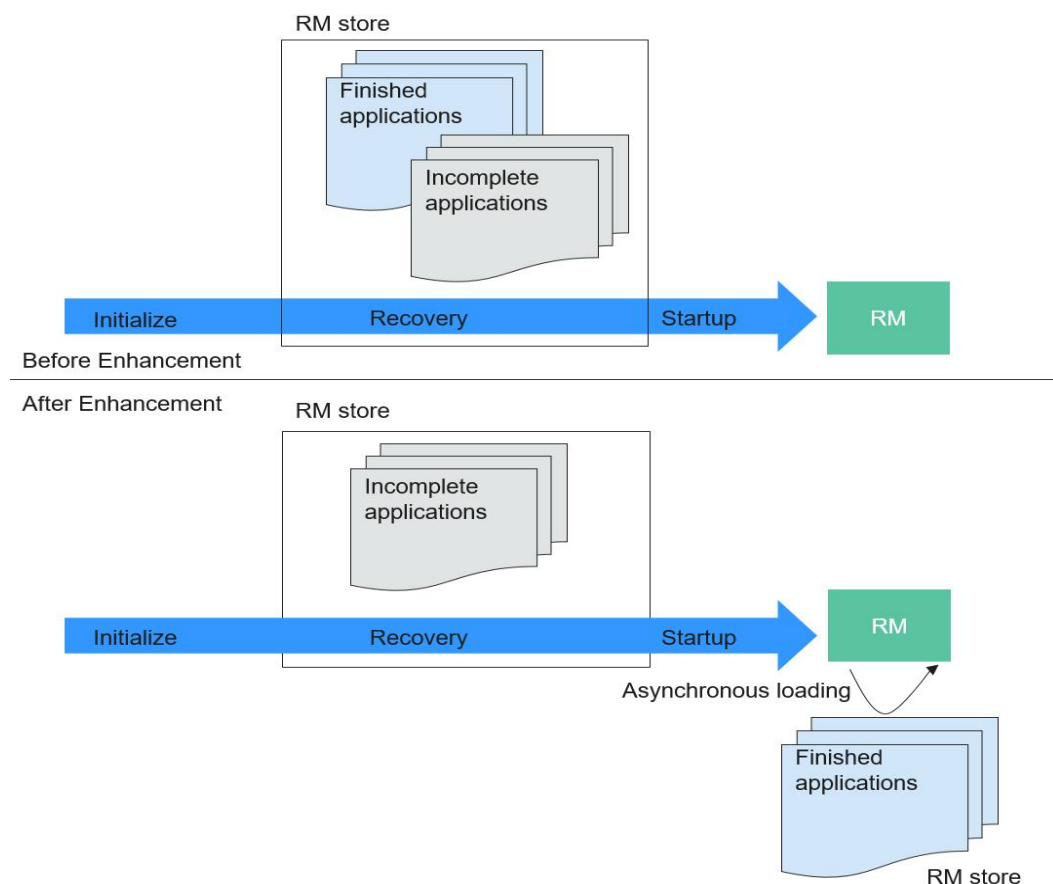 RM store
Finished
applications
Incomplete
applications
Initialize
Recovery
Startup
RM
Before Enhancement
After Enhancement
RM store
Incomplete
applications
Initialize
Recovery
Startup
RM
Asynchronous loading
Finished
applications
RM store